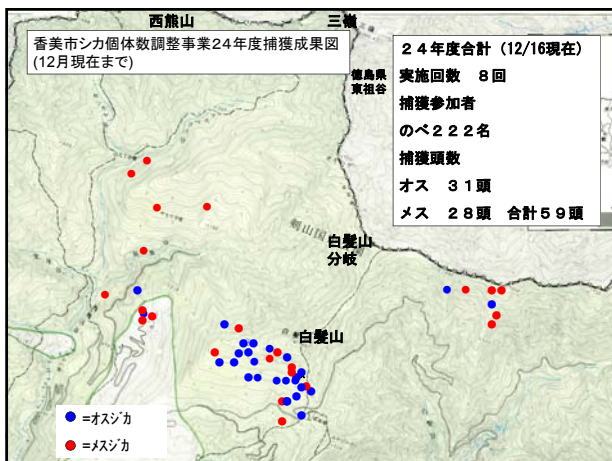 西熊山
三嶺
香美市シカ個体数調整事業24年度捕獲成果図
(12月現在まで)
徳島県
東祖谷
24年度合計（12/16現在）
実施回数　8回
捕獲参加者
のべ222名
捕獲頭数
オス　31頭
メス　28頭　合計59頭
剣山国
白髪山
分岐
白髪山
=オスジカ
=メスジカ